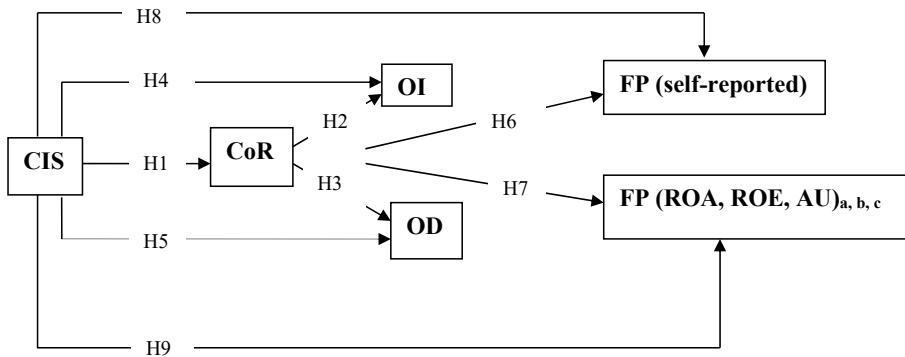 H8
H4
OI
FP (self-reported)
H2
H6
CIS
H1
CoR
H3
H7
FP (ROA, ROE, AU)a, b, c
OD
H5
H9